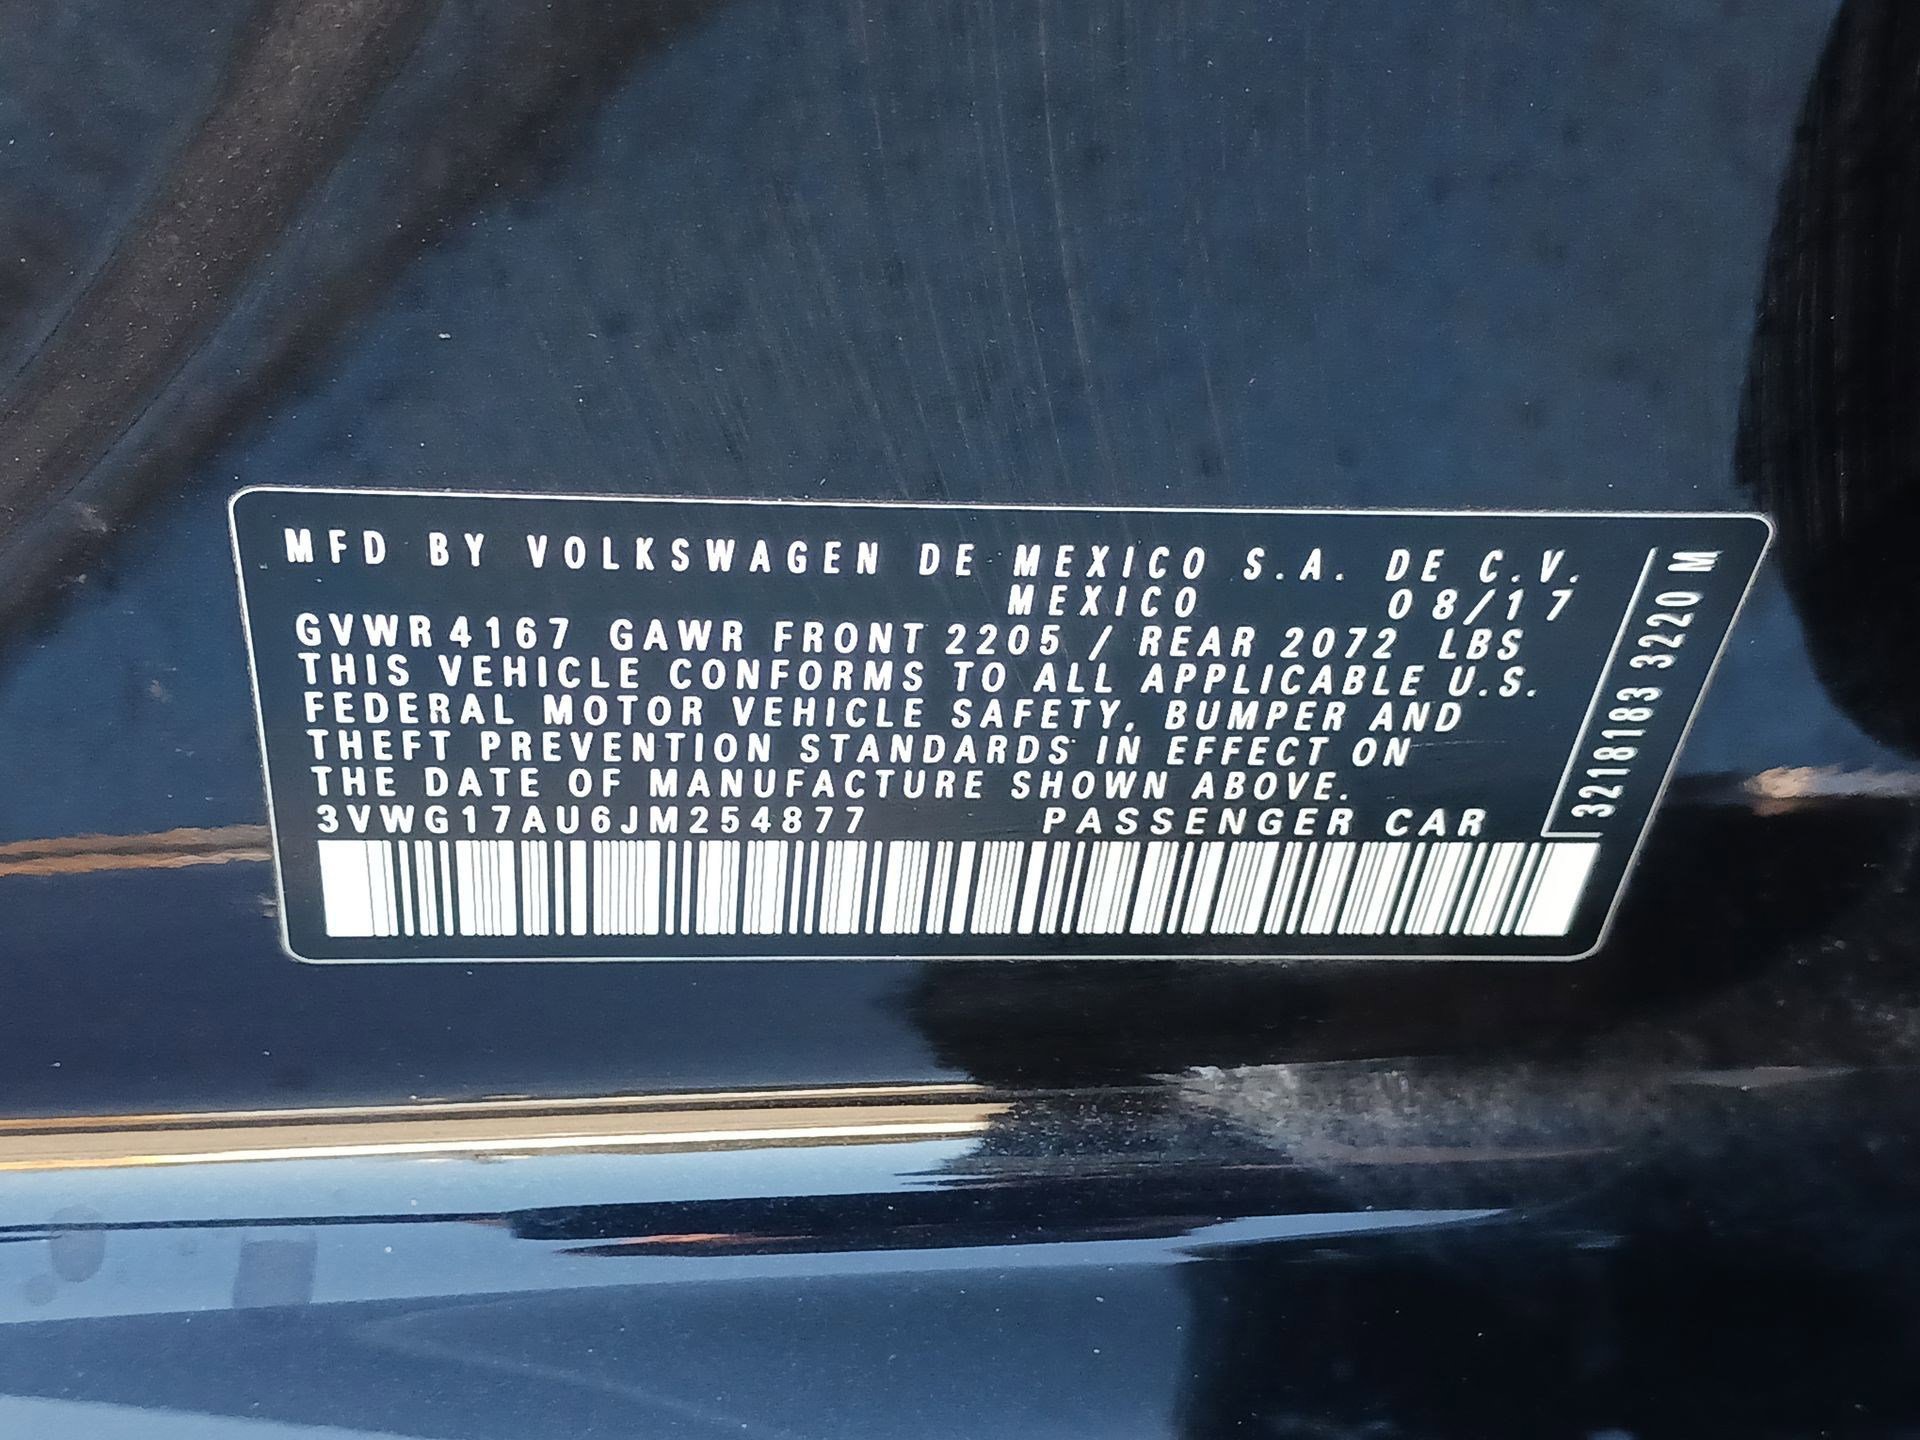 MFD BY VOLKSWAGEN DE MEXICO S.A. DE C.V.
MEXICO 08/17
GVWR 4167 GAWR FRONT 2205 / REAR 2072 LBS
THIS VEHICLE CONFORMS TO ALL APPLICABLE U.S.
FEDERAL MOTOR VEHICLE SAFETY, BUMPER AND
THEFT PREVENTION STANDARDS IN EFFECT ON
THE DATE OF MANUFACTURE SHOWN ABOVE.
3VWG17AU6JM254877 PASSENGER CAR
3218183 3220 M